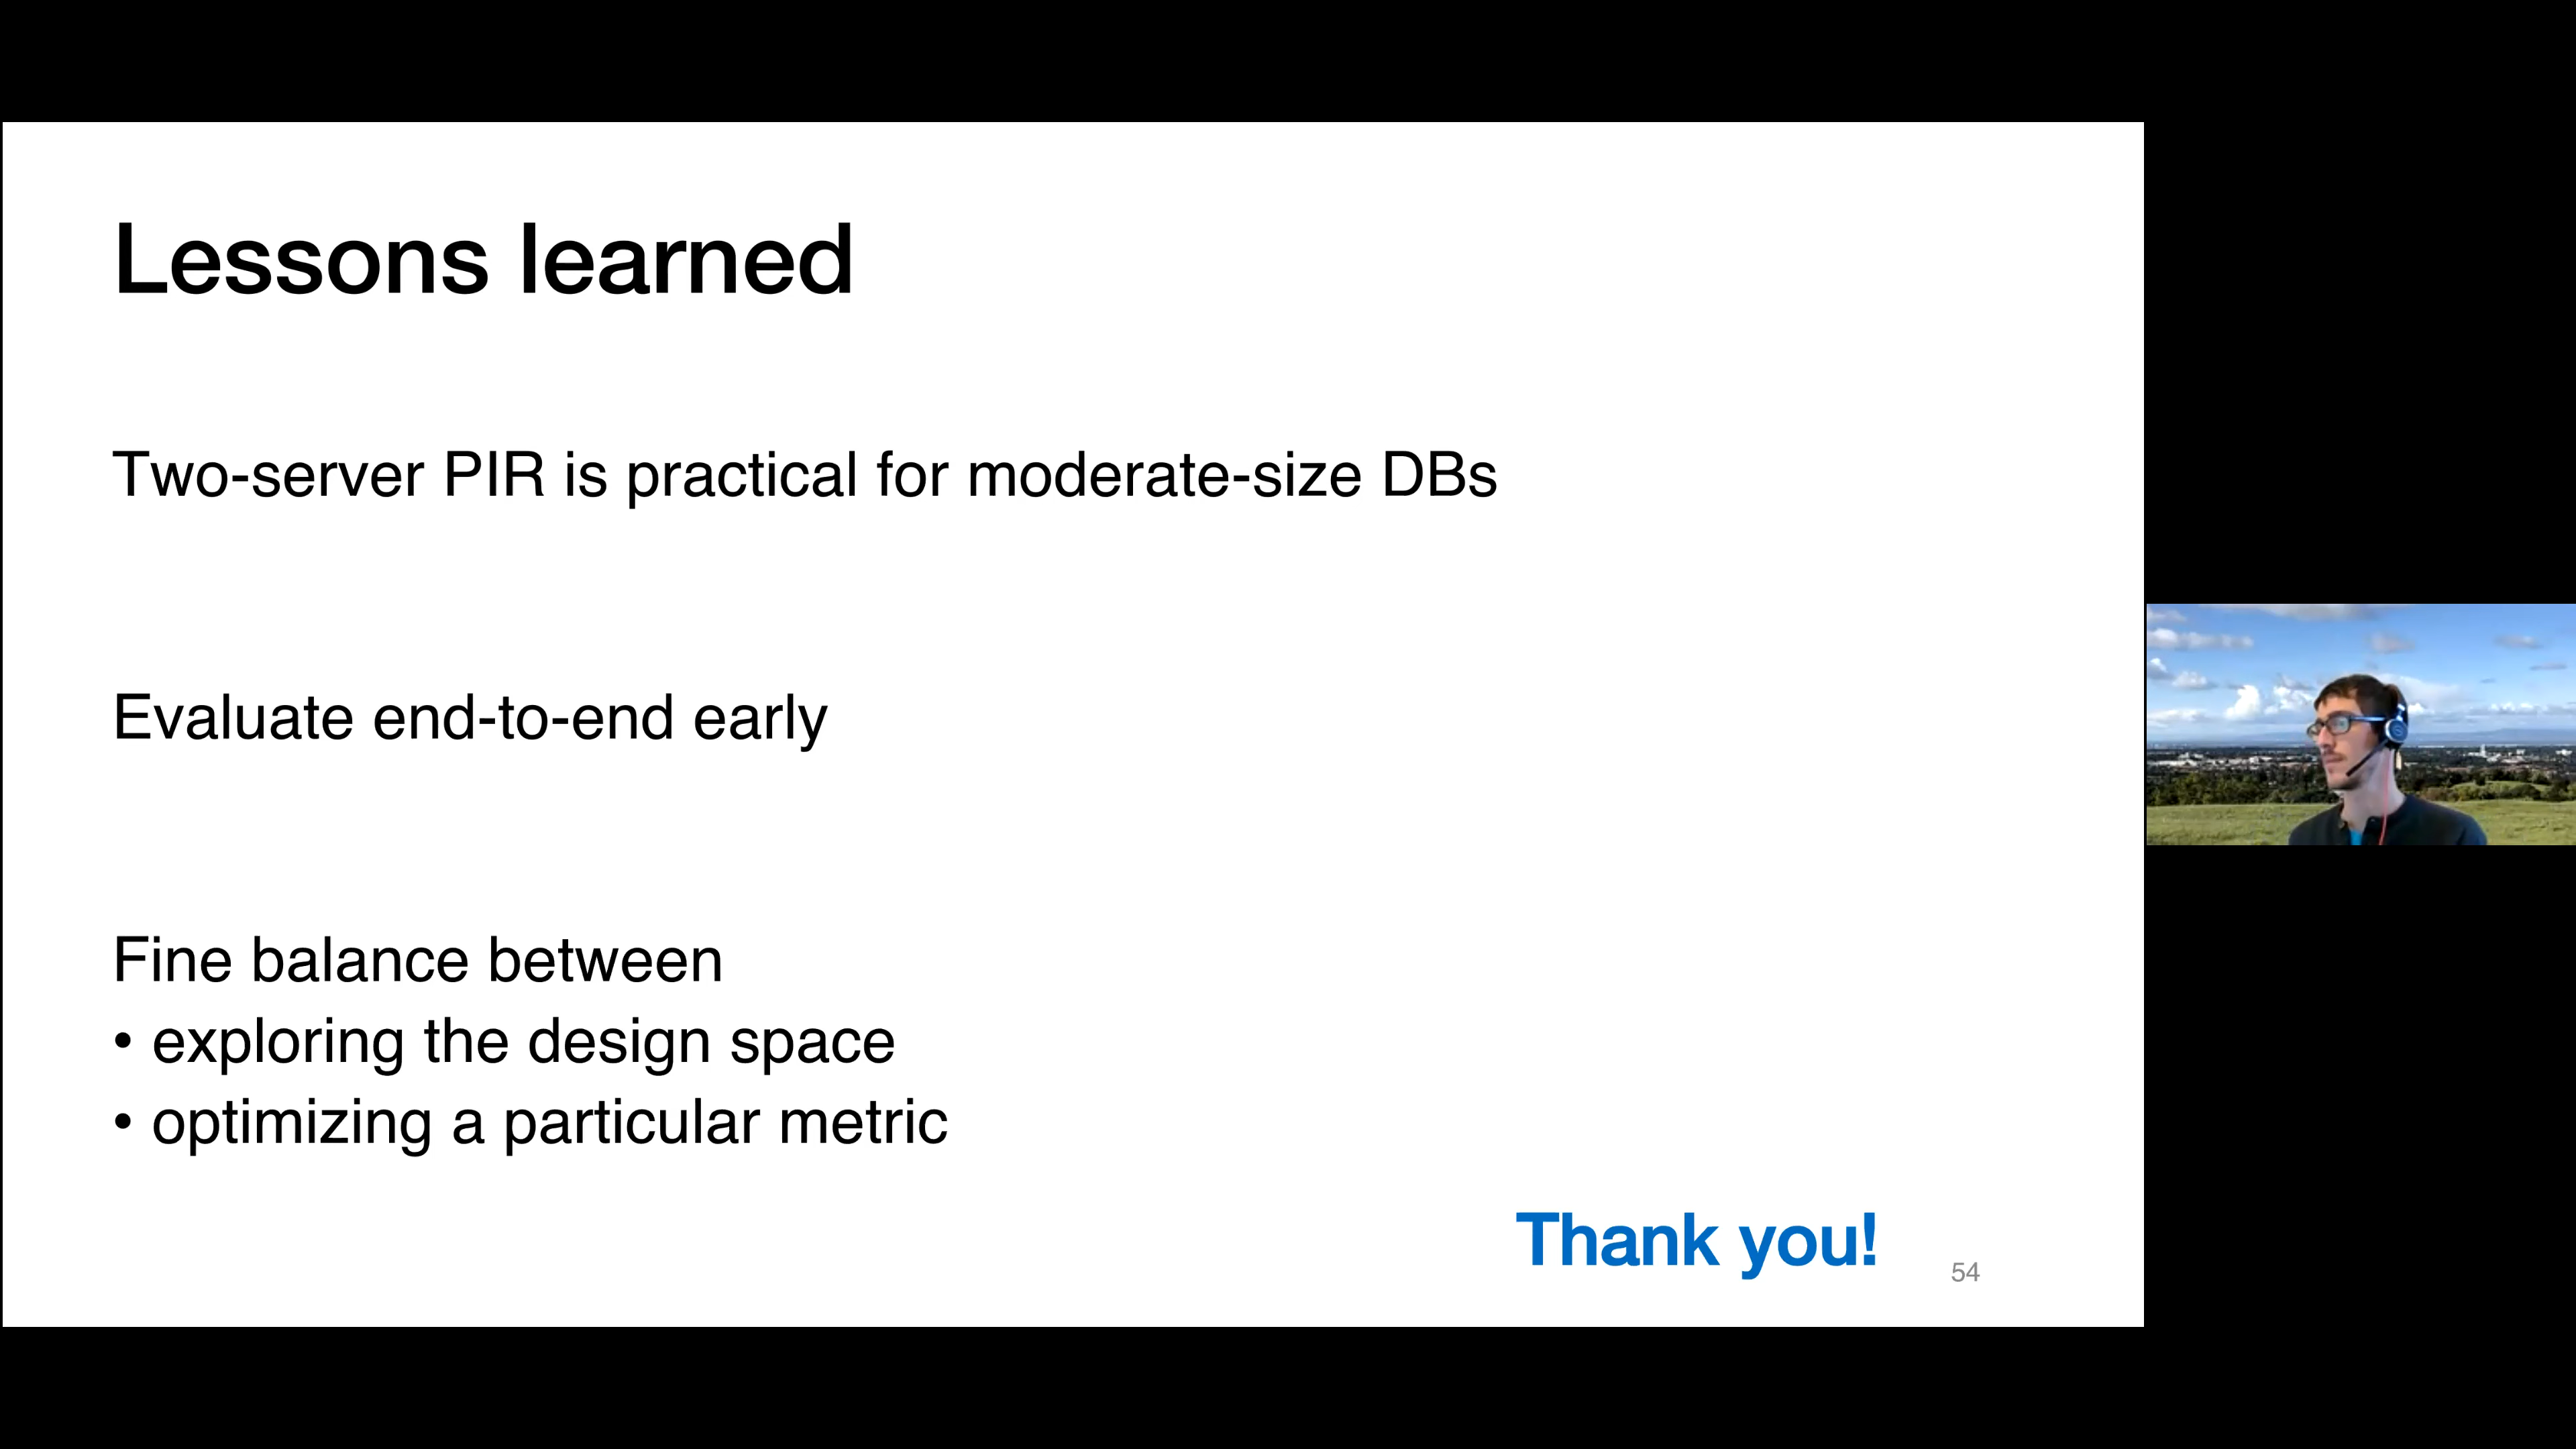 Lessons learned
Two-server PIR is practical for moderate-size DBs
Evaluate end-to-end early
Fine balance between
• exploring the design space
• optimizing a particular metric
Thank you!
54